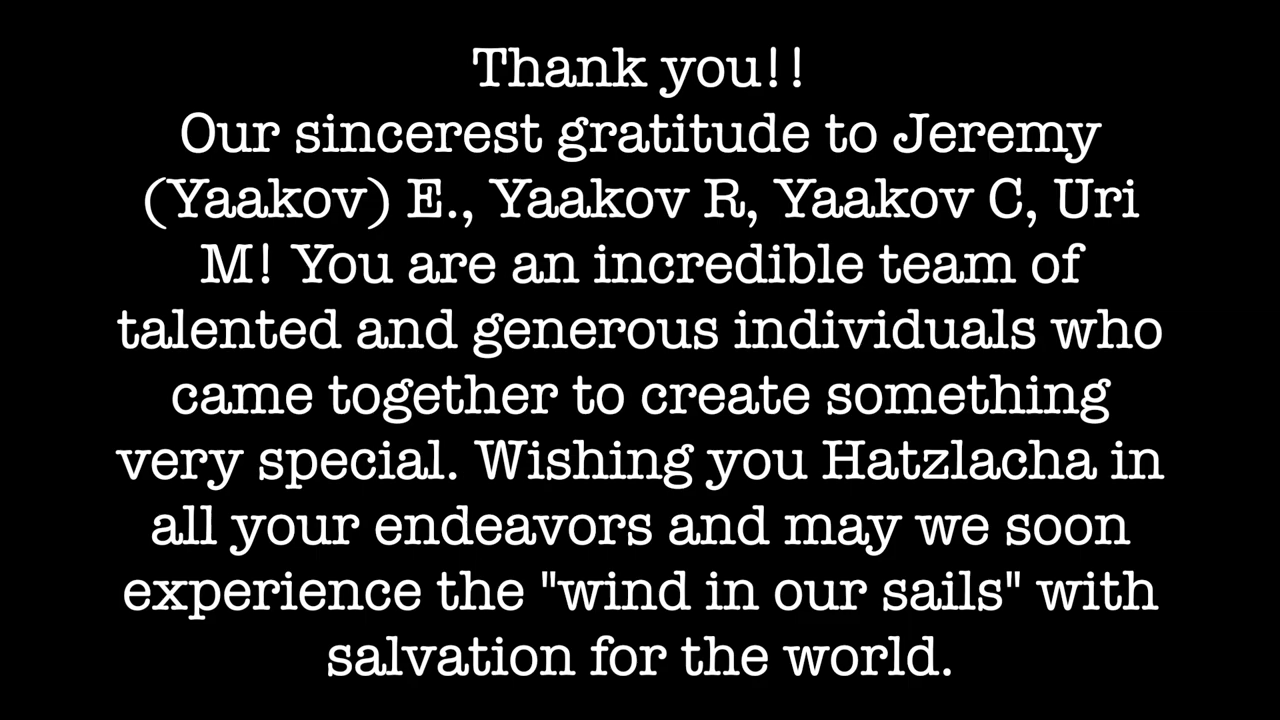 Thank you!!
Our sincerest gratitude to Jeremy
(Yaakov) E., Yaakov R, Yaakov C, Uri
M! You are an incredible team of
talented and generous individuals who
came together to create something
very special. Wishing you Hatzlacha in
all your endeavors and may we soon
experience the "wind in our sails" with
salvation for the world.